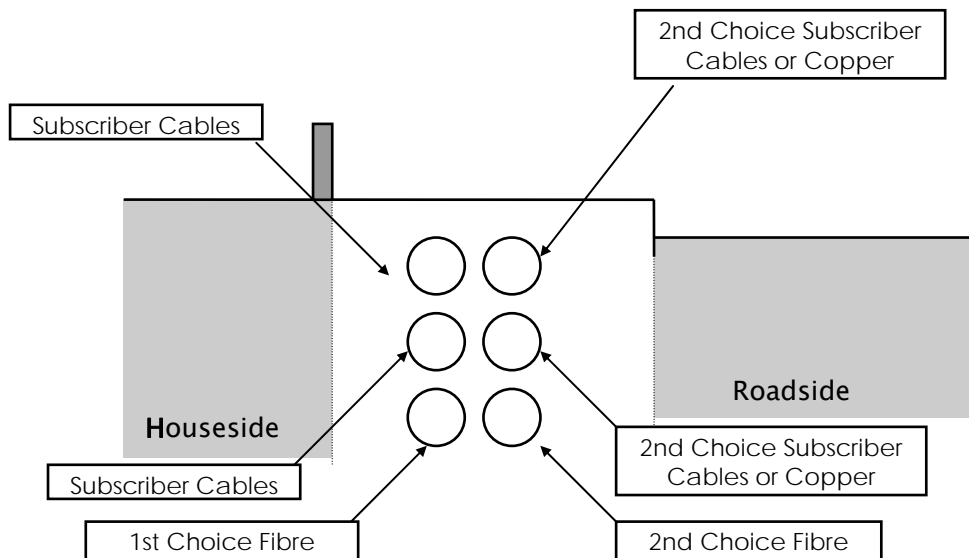 2nd Choice Subscriber
Cables or Copper
Subscriber Cables
Roadside
Houseside
2nd Choice Subscriber
Cables or Copper
Subscriber Cables
1st Choice Fibre
2nd Choice Fibre